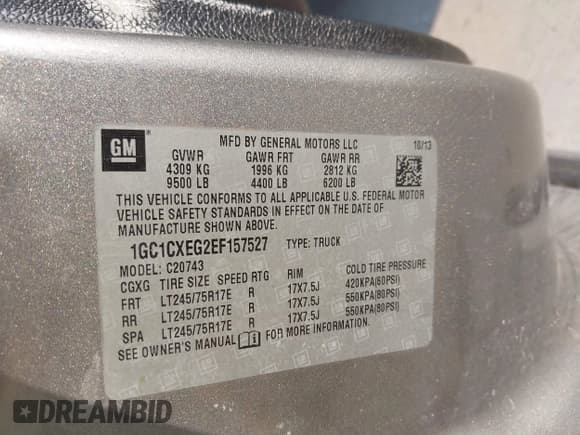 GM
MFD BY GENERAL MOTORS LLC 10/13
GVWR GAWR FRT GAWR RR
4309 KG 1996 KG 2812 KG
9500 LB 4400 LB 6200 LB
THIS VEHICLE CONFORMS TO ALL APPLICABLE U.S. FEDERAL MOTOR
VEHICLE SAFETY STANDARDS IN EFFECT ON THE DATE OF
MANUFACTURE SHOWN ABOVE.
1GC1CXEG2EF157527 TYPE: TRUCK
MODEL: C20743
CGXG TIRE SIZE SPEED RTG RIM COLD TIRE PRESSURE
FRT LT245/75R17E R 17X7.5J 420KPA(60PSI)
RR LT245/75R17E R 17X7.5J 550KPA(80PSI)
SPA LT245/75R17E R 17X7.5J 550KPA(80PSI)
SEE OWNER'S MANUAL FOR MORE INFORMATION.
DREAMBID